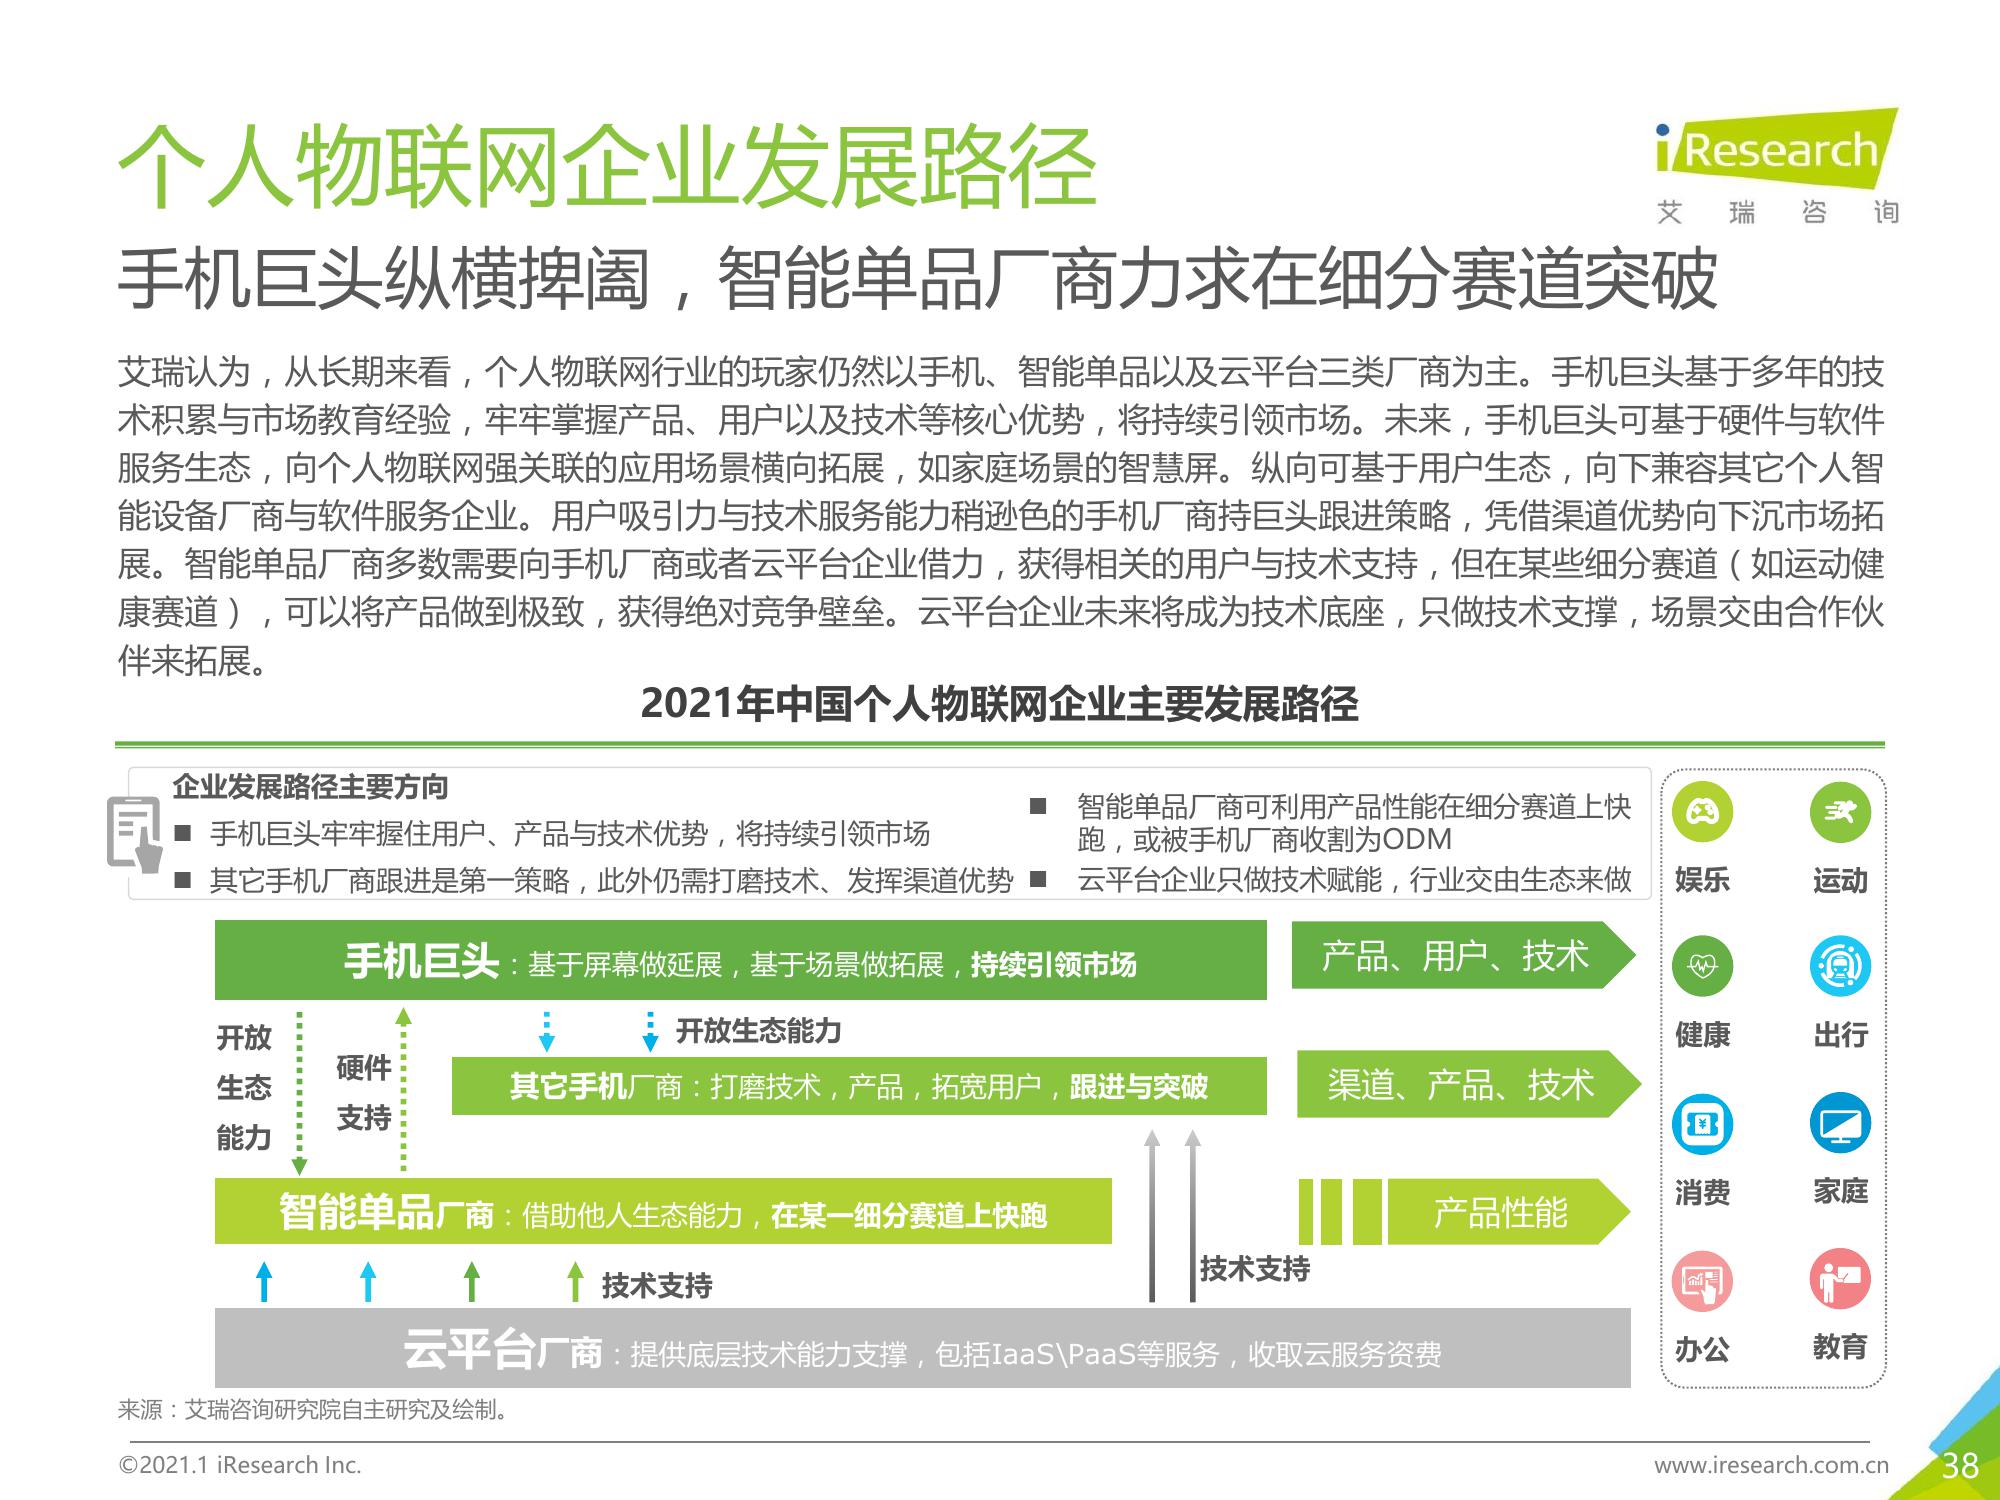 个人物联网企业发展路径
iResearch
艾瑞咨询
手机巨头纵横捭阖，智能单品厂商力求在细分赛道突破
艾瑞认为，从长期来看，个人物联网行业的玩家仍然以手机、智能单品以及云平台三类厂商为主。手机巨头基于多年的技
术积累与市场教育经验，牢牢掌握产品、用户以及技术等核心优势，将持续引领市场。未来，手机巨头可基于硬件与软件
服务生态，向个人物联网强关联的应用场景横向拓展，如家庭场景的智慧屏。纵向可基于用户生态，向下兼容其它个人智
能设备厂商与软件服务企业。用户吸引力与技术服务能力稍逊色的手机厂商持巨头跟进策略，凭借渠道优势向下沉市场拓
展。智能单品厂商多数需要向手机厂商或者云平台企业借力，获得相关的用户与技术支持，但在某些细分赛道（如运动健
康赛道），可以将产品做到极致，获得绝对竞争壁垒。云平台企业未来将成为技术底座，只做技术支撑，场景交由合作伙
伴来拓展。
2021年中国个人物联网企业主要发展路径
企业发展路径主要方向
■ 手机巨头牢牢握住用户、产品与技术优势，将持续引领市场
■ 其它手机厂商跟进是第一策略，此外仍需打磨技术、发挥渠道优势
■ 智能单品厂商可利用产品性能在细分赛道上快
跑，或被手机厂商收割为ODM
■ 云平台企业只做技术赋能，行业交由生态来做
手机巨头：基于屏幕做延展，基于场景做拓展，持续引领市场
产品、用户、技术
开放
生态
能力
硬件
支持
开放生态能力
其它手机厂商：打磨技术，产品，拓宽用户，跟进与突破
渠道、产品、技术
智能单品厂商：借助他人生态能力，在某一细分赛道上快跑
产品性能
技术支持
技术支持
云平台厂商：提供底层技术能力支撑，包括IaaS\PaaS等服务，收取云服务资费
娱乐
运动
健康
出行
¥
消费
家庭
办公
教育
来源：艾瑞咨询研究院自主研究及绘制。
©2021.1 iResearch Inc.
www.iresearch.com.cn
38